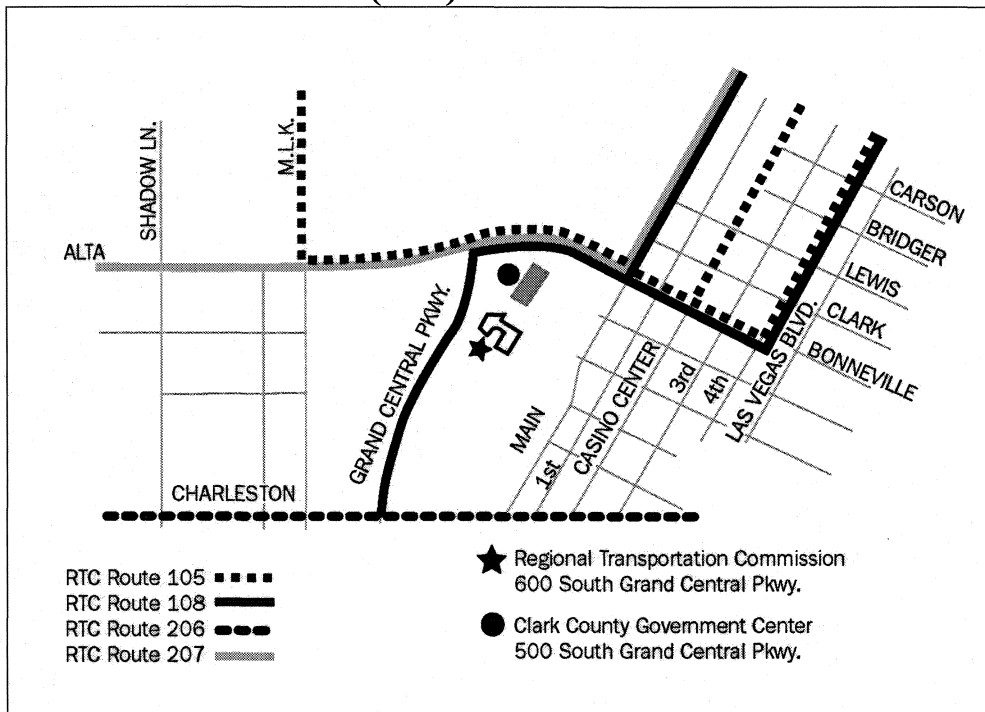 SHADOW LN.
M.L.K.
ALTA
GRAND CENTRAL PKWY.
CHARLESTON
MAIN
1st
CASINO CENTER
3rd
4th
LAS VEGAS BLVD.
CARSON
BRIDGER
LEWIS
CLARK
BONNEVILLE
RTC Route 105
RTC Route 108
RTC Route 206
RTC Route 207
Regional Transportation Commission
600 South Grand Central Pkwy.
Clark County Government Center
500 South Grand Central Pkwy.